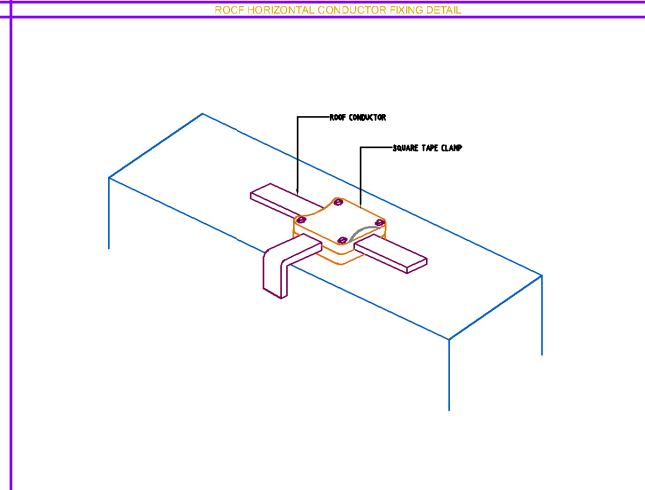 ROOF HORIZONTAL CONDUCTOR FIXING DETAIL
ROOF CONDUCTOR
SQUARE TAPE CLAMP